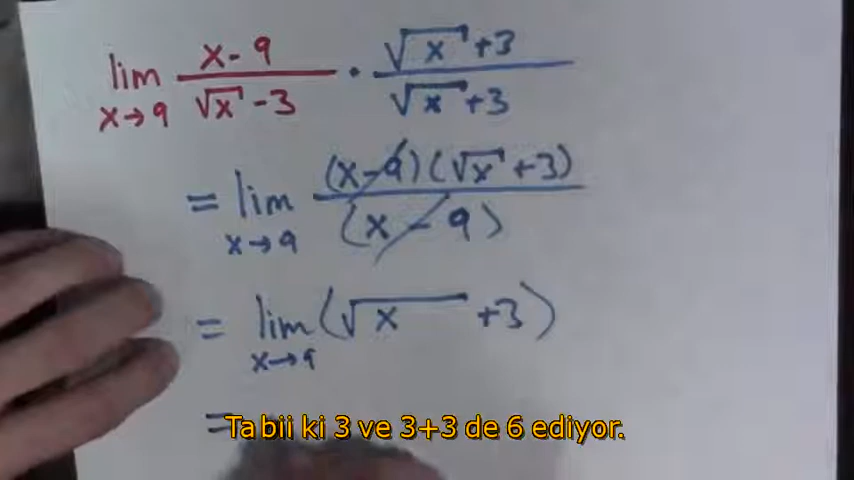 lim x→9 x-9 / √x -3 · √x +3 / √x +3
= lim x→9 (x-9)(√x +3) / (x-9)
= lim x→9 (√x +3)
=
Tabii ki 3 ve 3+3 de 6 ediyor.